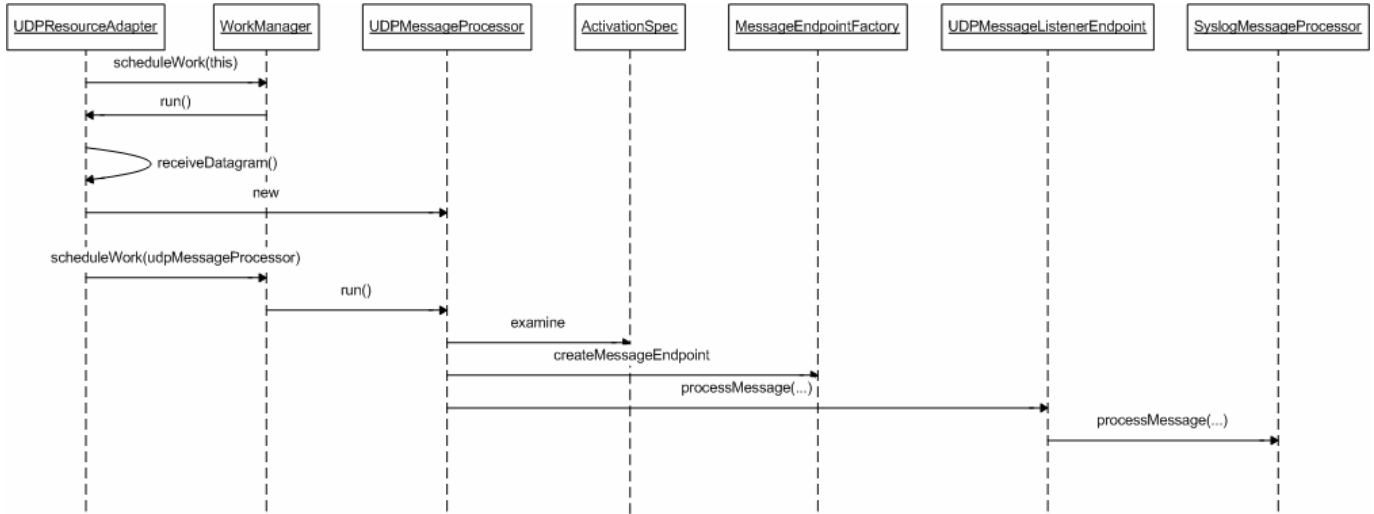 UDPResourceAdapter
WorkManager
UDPMessageProcessor
ActivationSpec
MessageEndpointFactory
UDPMessageListenerEndpoint
SyslogMessageProcessor
scheduleWork(this)
run()
receiveDatagram()
new
scheduleWork(udpMessageProcessor)
run()
examine
createMessageEndpoint
processMessage(...)
processMessage(...)